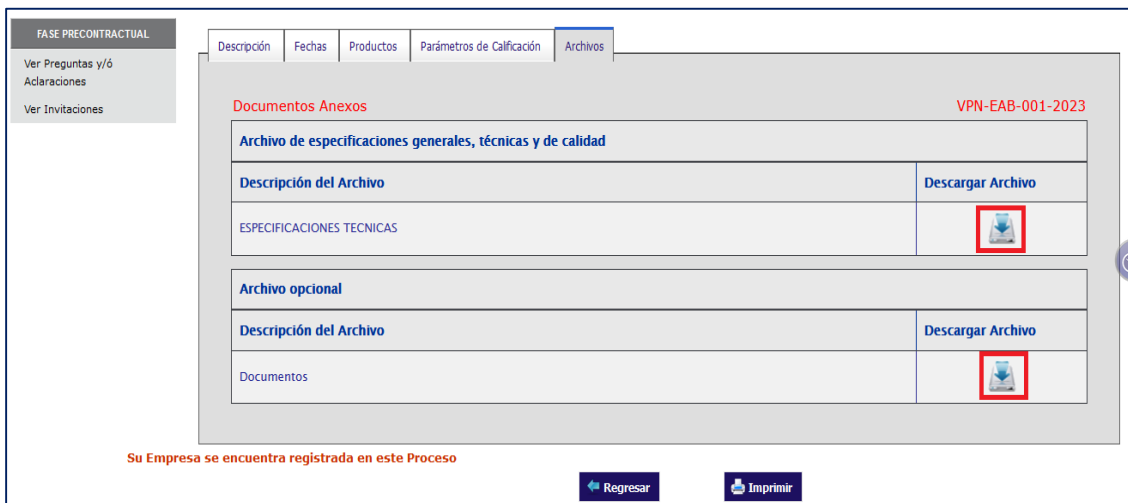 FASE PRECONTRACTUAL
Ver Preguntas y/ó
Aclaraciones
Ver Invitaciones
Descripción
Fechas
Productos
Parámetros de Calificación
Archivos
Documentos Anexos
VPN-EAB-001-2023
Archivo de especificaciones generales, técnicas y de calidad
Descripción del Archivo
Descargar Archivo
ESPECIFICACIONES TECNICAS
Archivo opcional
Descripción del Archivo
Descargar Archivo
Documentos
Su Empresa se encuentra registrada en este Proceso
Regresar
Imprimir